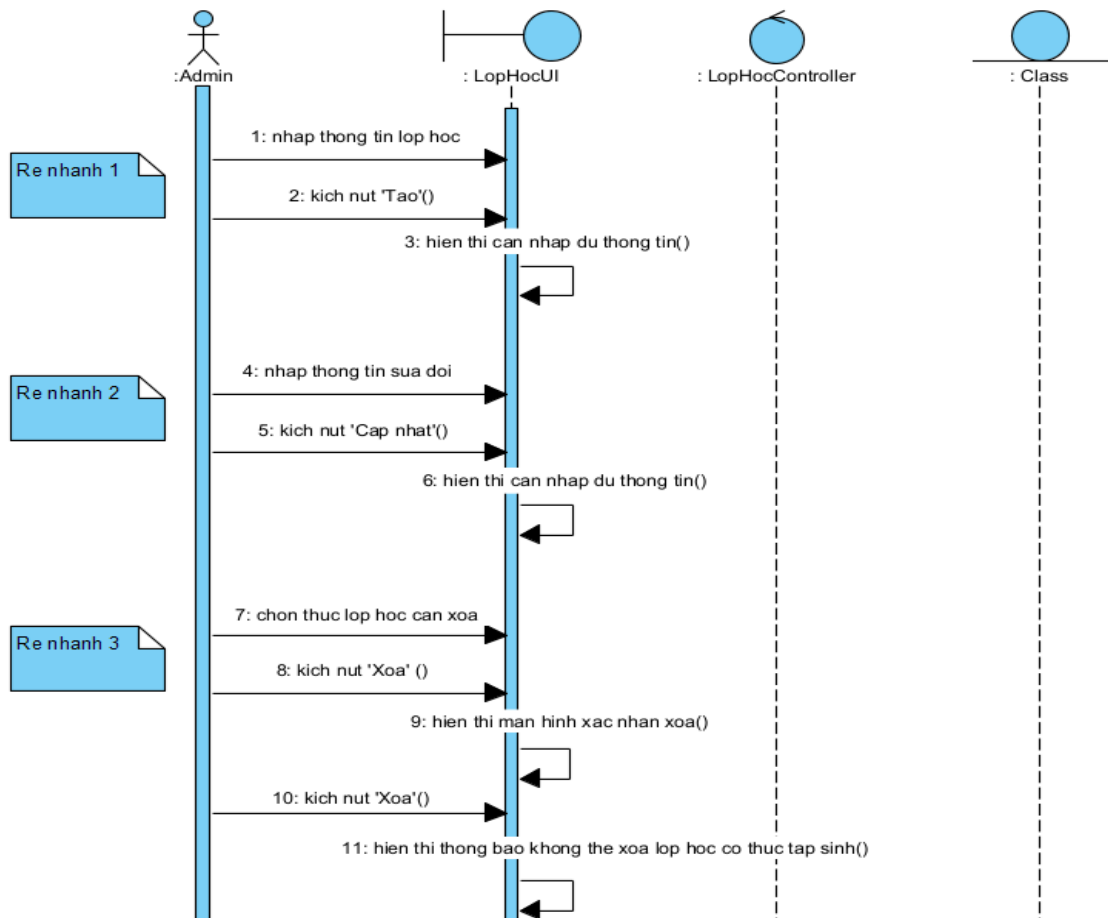 :Admin
: LopHocUI
: LopHocController
: Class
1: nhap thong tin lop hoc
Re nhanh 1
2: kich nut 'Tao'()
3: hien thi can nhap du thong tin()
4: nhap thong tin sua doi
Re nhanh 2
5: kich nut 'Cap nhat'()
6: hien thi can nhap du thong tin()
7: chon thuc lop hoc can xoa
Re nhanh 3
8: kich nut 'Xoa' ()
9: hien thi man hinh xac nhan xoa()
10: kich nut 'Xoa'()
11: hien thi thong bao khong the xoa lop hoc co thuc tap sinh()